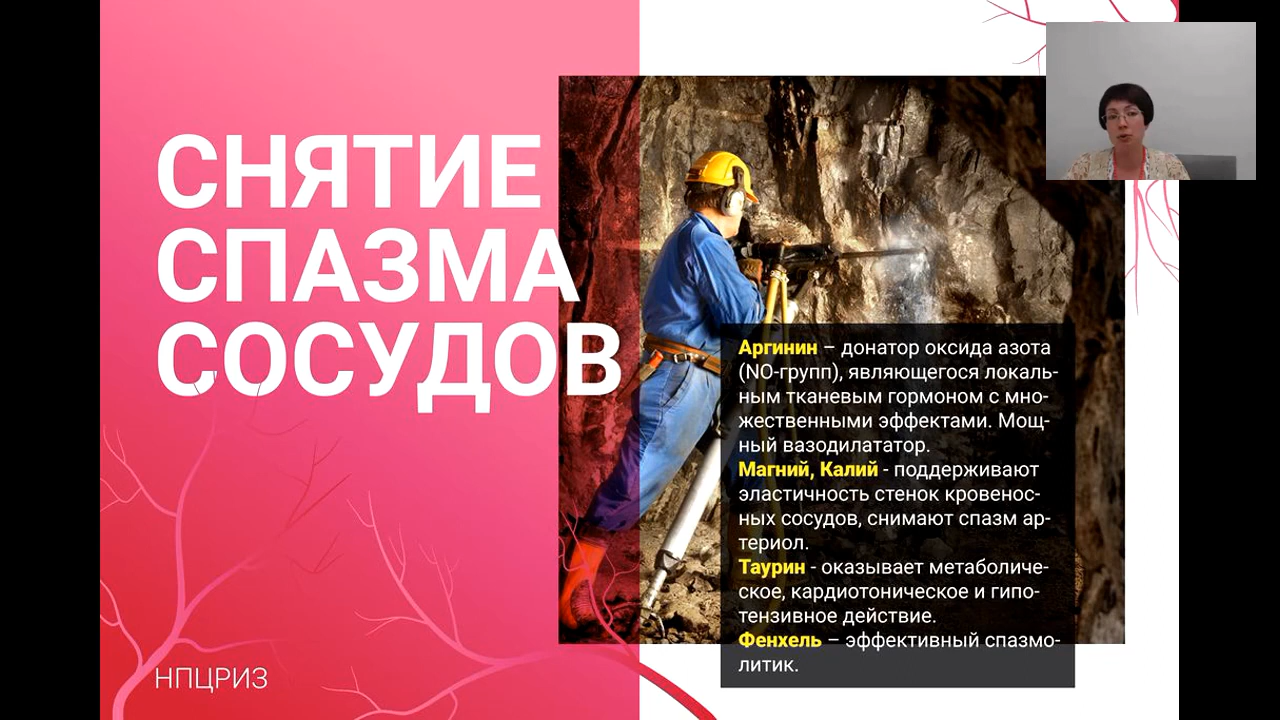 СНЯТИЕ
СПАЗМА
СОСУДОВ
Аргинин – донатор оксида азота
(NO-групп), являющегося локаль-
ным тканевым гормоном с мно-
жественными эффектами. Мощ-
ный вазодилататор.
Магний, Калий - поддерживают
эластичность стенок кровенос-
ных сосудов, снимают спазм ар-
териол.
Таурин - оказывает метаболиче-
ское, кардиотоническое и гипо-
тензивное действие.
Фенхель – эффективный спазмо-
литик.
НПЦРИЗ